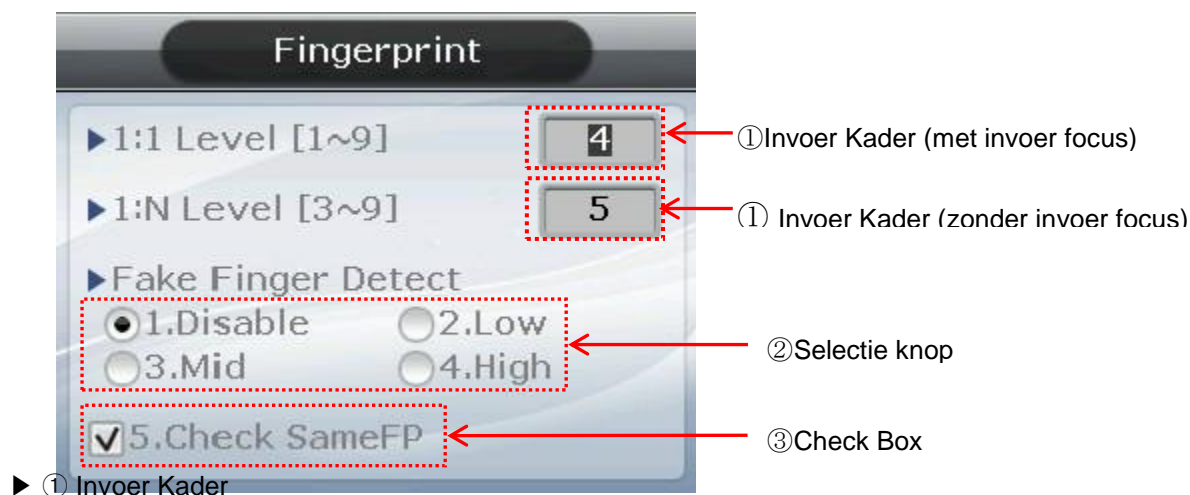 Fingerprint
▶1:1 Level [1~9] 4 ①Invoer Kader (met invoer focus)
▶1:N Level [3~9] 5 ① Invoer Kader (zonder invoer focus)
▶Fake Finger Detect
1.Disable 2.Low
②Selectie knop
3.Mid 4.High
5.Check SameFP ③Check Box
▶ ① Invoer Kader